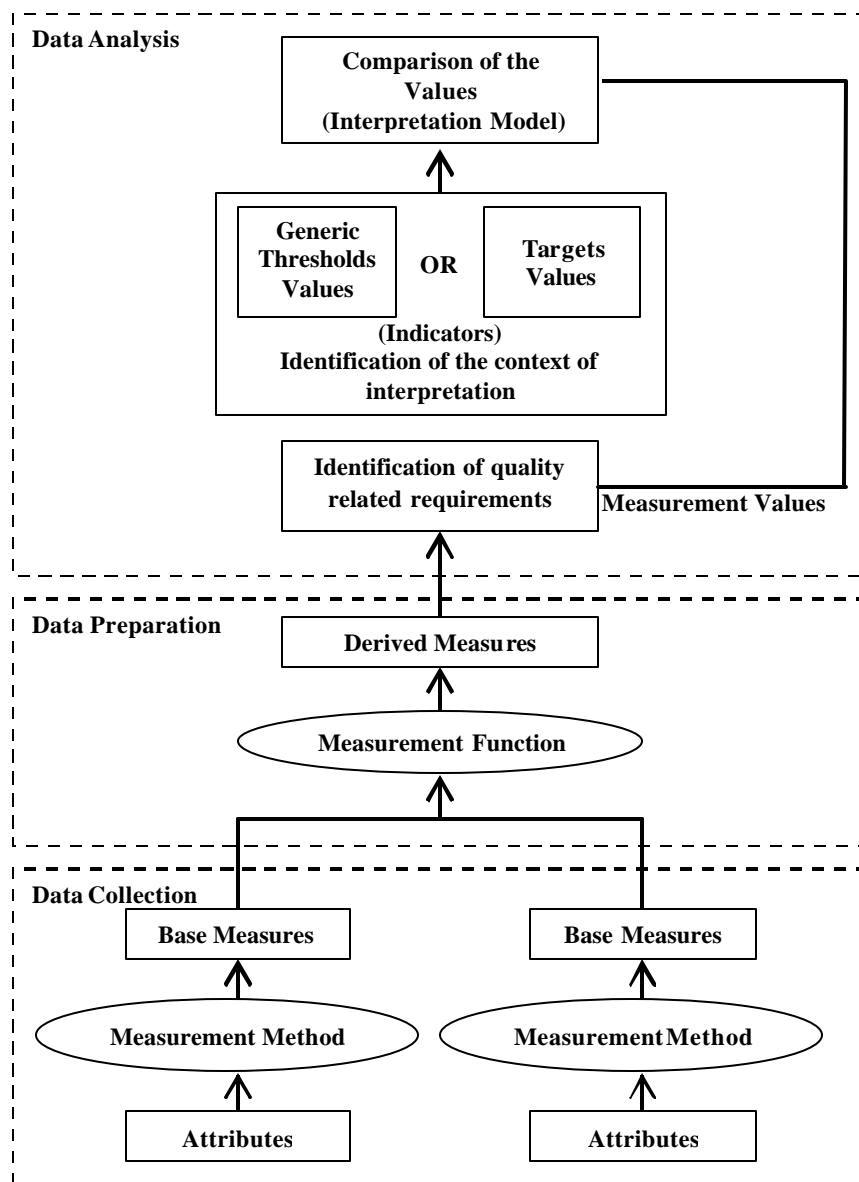 Data Analysis
Comparison of the
Values
(Interpretation Model)
Generic
Thresholds
Values
OR
Targets
Values
(Indicators)
Identification of the context of
interpretation
Identification of quality
related requirements
Measurement Values
Data Preparation
Derived Measures
Measurement Function
Data Collection
Base Measures
Base Measures
Measurement Method
Measurement Method
Attributes
Attributes